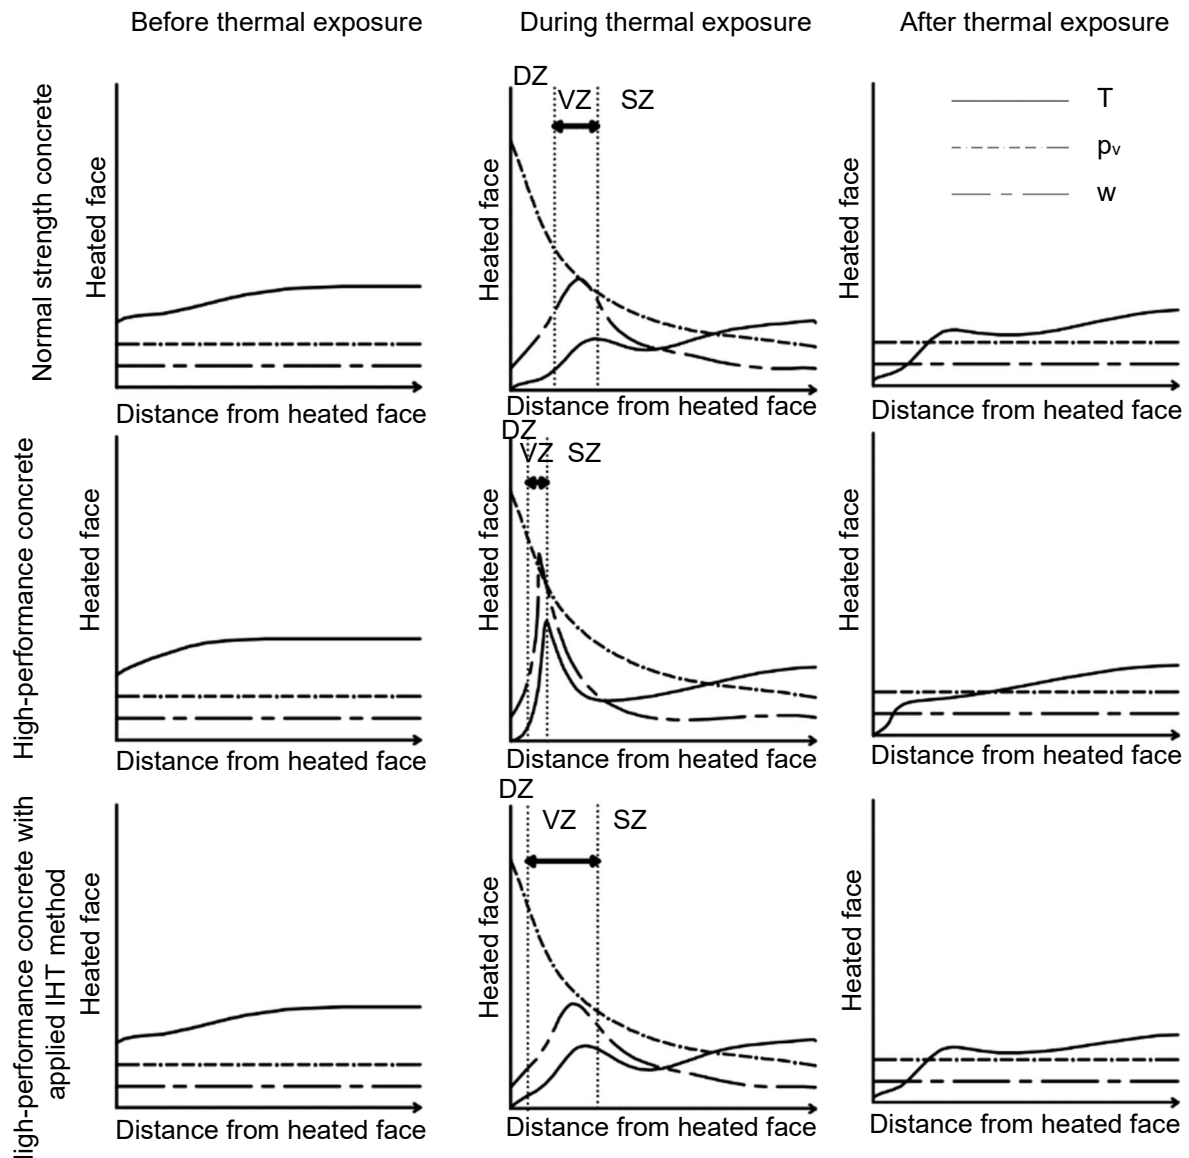 Before thermal exposure
During thermal exposure
After thermal exposure
Normal strength concrete
Heated face
Distance from heated face
DZ
VZ
SZ
Heated face
Distance from heated face
T
pv
w
Heated face
Distance from heated face
High-performance concrete
Heated face
Distance from heated face
DZ
VZ
SZ
Heated face
Distance from heated face
Heated face
Distance from heated face
ligh-performance concrete with
applied IHT method
Heated face
Distance from heated face
DZ
VZ
SZ
Heated face
Distance from heated face
Heated face
Distance from heated face